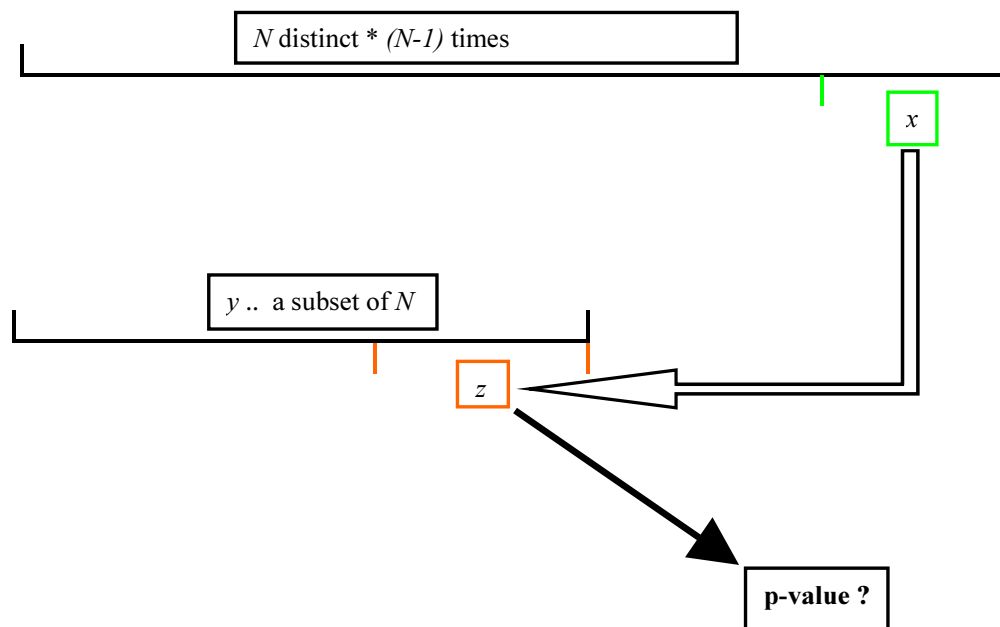 N distinct * (N-1) times
x
y .. a subset of N
z
p-value ?